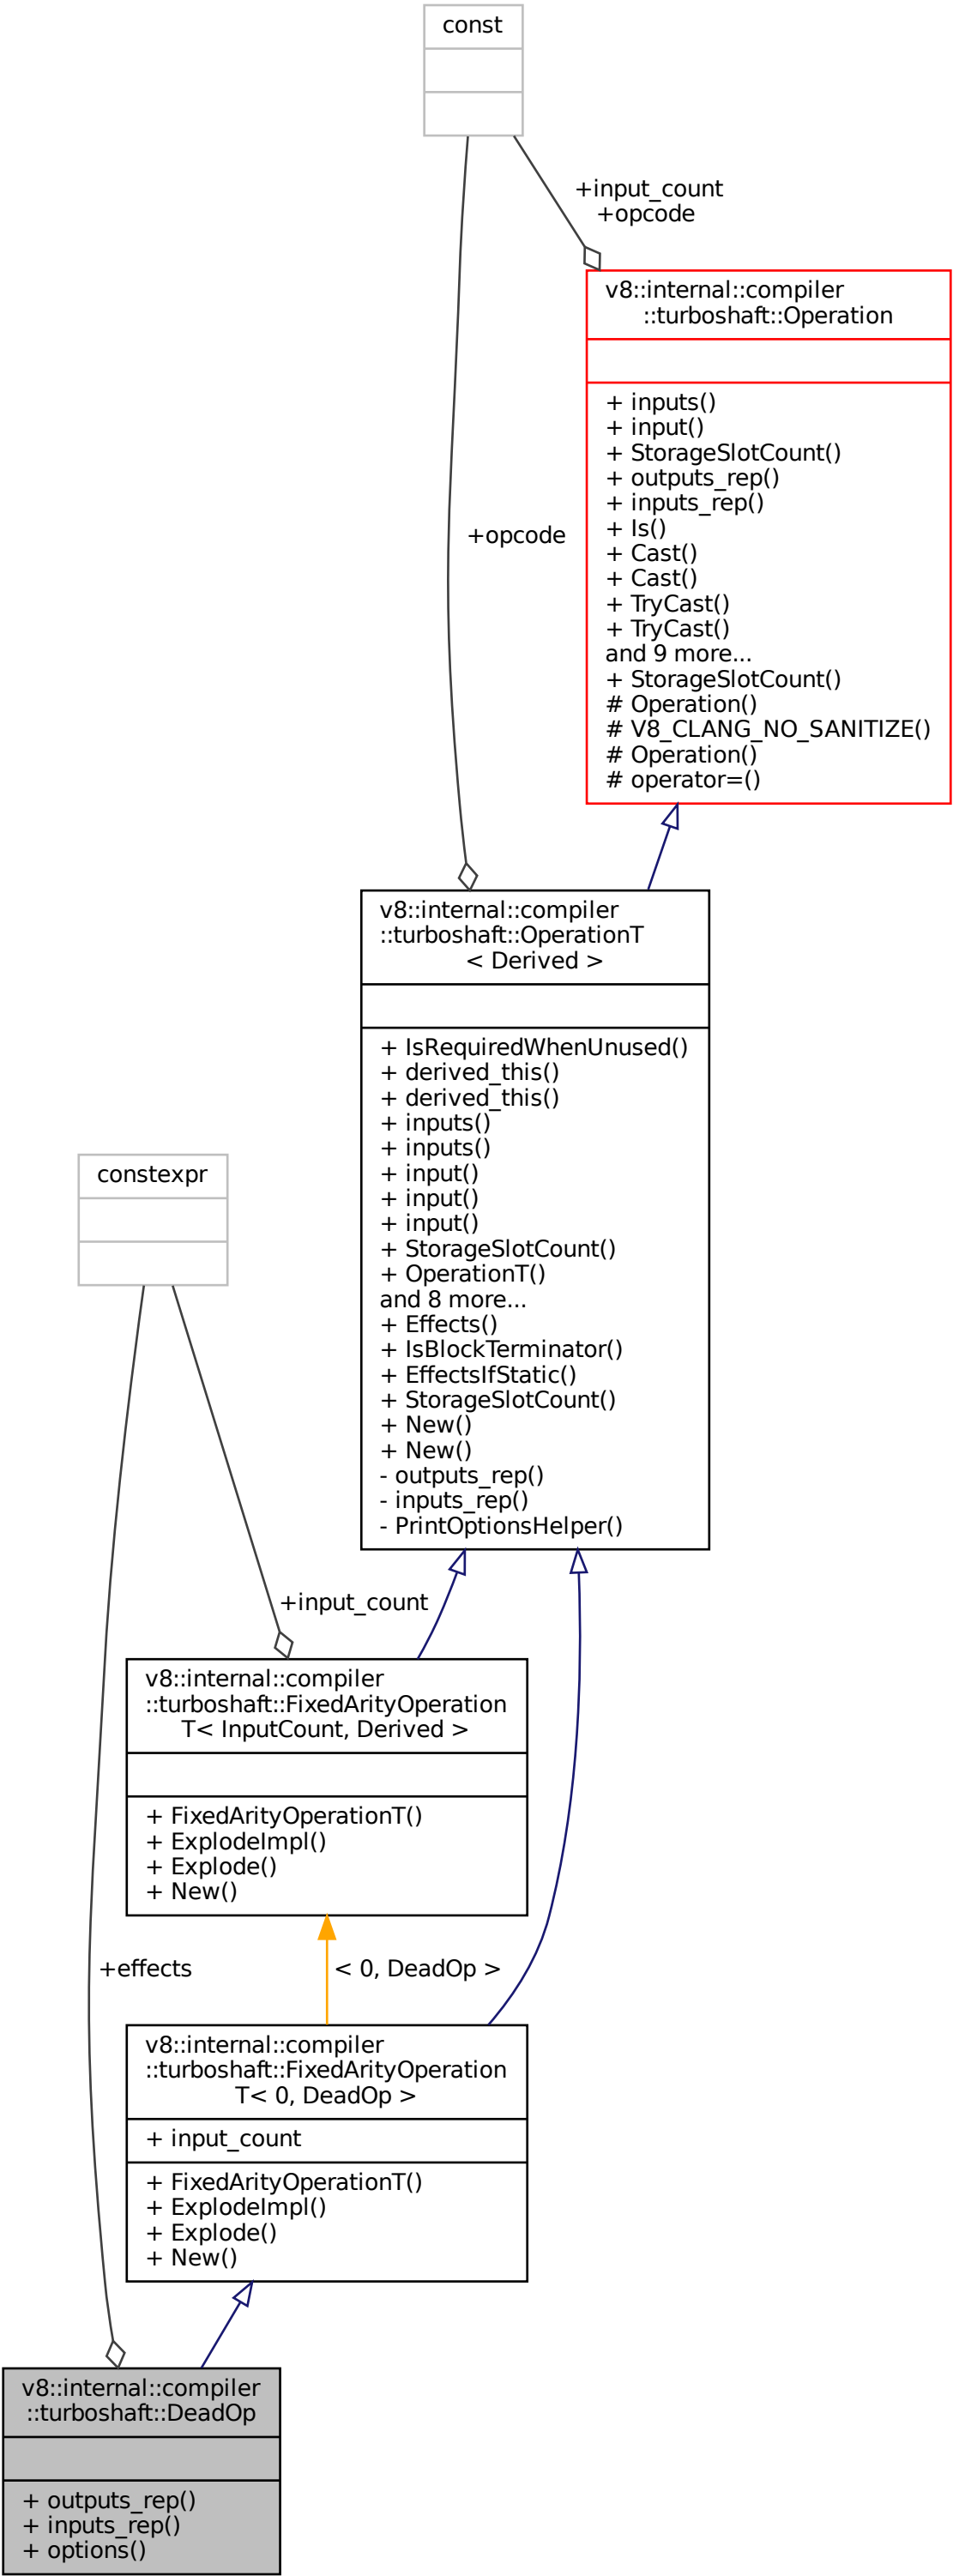 const
+input_count
+opcode
v8::internal::compiler
::turboshaft::Operation
+ inputs()
+ input()
+ StorageSlotCount()
+ outputs_rep()
+ inputs_rep()
+ Is()
+ Cast()
+ Cast()
+ TryCast()
+ TryCast()
and 9 more...
+ StorageSlotCount()
# Operation()
# V8_CLANG_NO_SANITIZE()
# Operation()
# operator=()
+opcode
v8::internal::compiler
::turboshaft::OperationT
< Derived >
+ IsRequiredWhenUnused()
+ derived_this()
+ derived_this()
+ inputs()
+ inputs()
+ input()
+ input()
+ input()
+ StorageSlotCount()
+ OperationT()
and 8 more...
+ Effects()
+ IsBlockTerminator()
+ EffectsIfStatic()
+ StorageSlotCount()
+ New()
+ New()
- outputs_rep()
- inputs_rep()
- PrintOptionsHelper()
constexpr
+input_count
v8::internal::compiler
::turboshaft::FixedArityOperation
T< InputCount, Derived >
+ FixedArityOperationT()
+ ExplodeImpl()
+ Explode()
+ New()
+effects
< 0, DeadOp >
v8::internal::compiler
::turboshaft::FixedArityOperation
T< 0, DeadOp >
+ input_count
+ FixedArityOperationT()
+ ExplodeImpl()
+ Explode()
+ New()
v8::internal::compiler
::turboshaft::DeadOp
+ outputs_rep()
+ inputs_rep()
+ options()